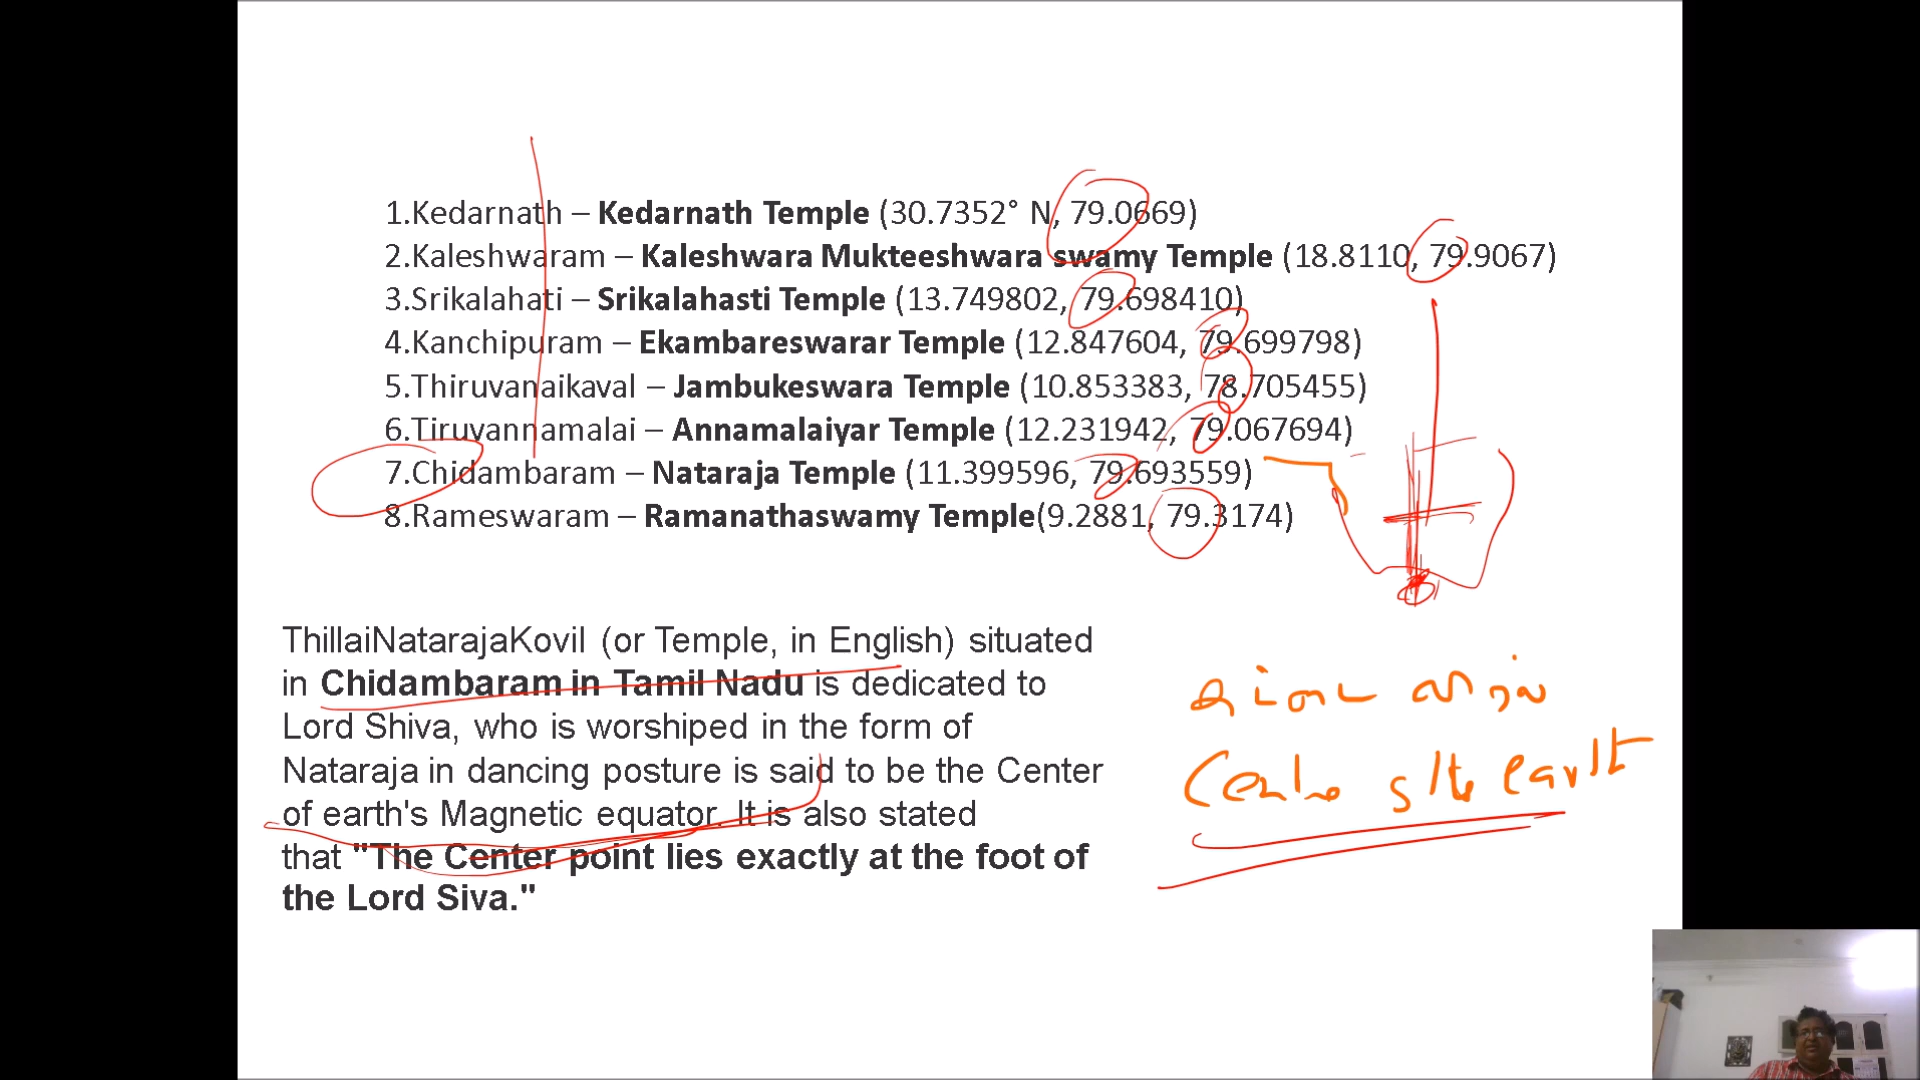 1.Kedarnath – Kedarnath Temple (30.7352° N, 79.0669)
2.Kaleshwaram – Kaleshwara Mukteeshwara swamy Temple (18.8110, 79.9067)
3.Srikalahati – Srikalahasti Temple (13.749802, 79.698410)
4.Kanchipuram – Ekambareswarar Temple (12.847604, 79.699798)
5.Thiruvanaikaval – Jambukeswara Temple (10.853383, 78.705455)
6.Tiruvannamalai – Annamalaiyar Temple (12.231942, 79.067694)
7.Chidambaram – Nataraja Temple (11.399596, 79.693559)
8.Rameswaram – Ramanathaswamy Temple(9.2881, 79.3174)
ThillaiNatarajaKovil (or Temple, in English) situated
in Chidambaram in Tamil Nadu is dedicated to
Lord Shiva, who is worshiped in the form of
Nataraja in dancing posture is said to be the Center
of earth's Magnetic equator. It is also stated
that "The Center point lies exactly at the foot of
the Lord Siva."
earth